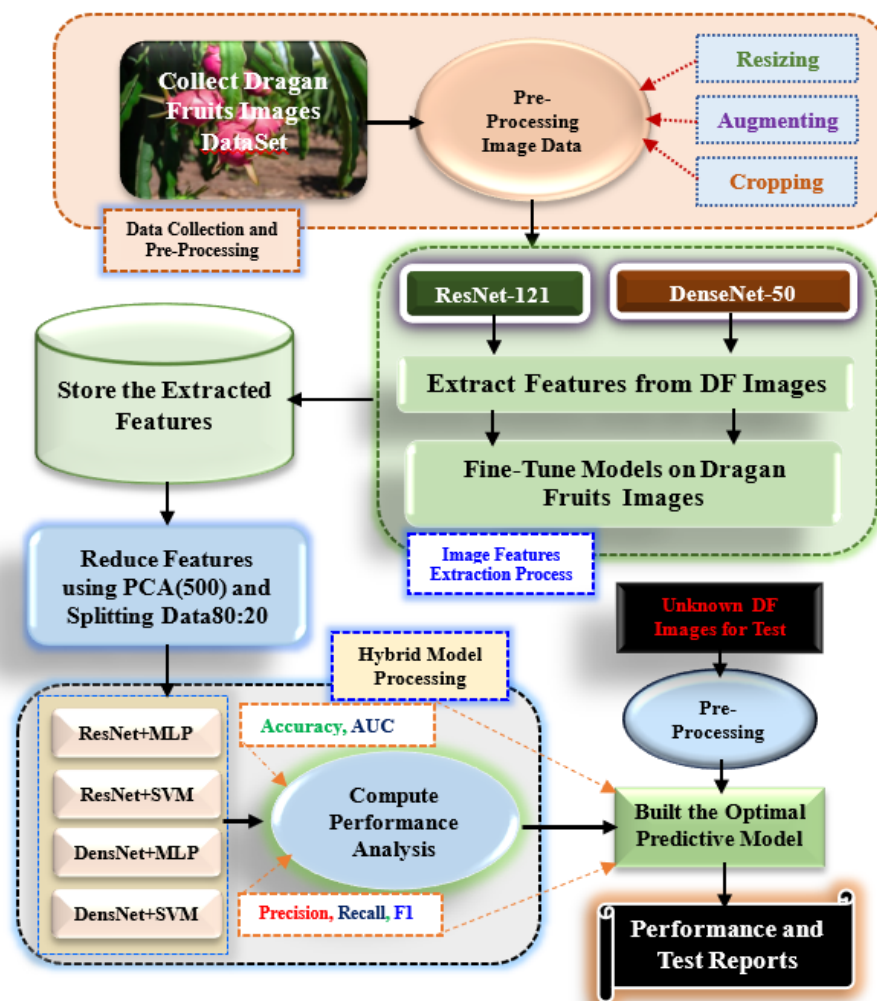 Collect Dragan
Fruits Images
DataSet
Pre-
Processing
Image Data
Resizing
Augmenting
Cropping
Data Collection and
Pre-Processing
ResNet-121
DenseNet-50
Extract Features from DF Images
Fine-Tune Models on Dragan
Fruits Images
Image Features
Extraction Process
Store the Extracted
Features
Reduce Features
using PCA(500) and
Splitting Data80:20
Unknown DF
Images for Test
Pre-
Processing
Hybrid Model
Processing
ResNet+MLP
ResNet+SVM
DensNet+MLP
DensNet+SVM
Accuracy, AUC
Compute
Performance
Analysis
Precision, Recall, F1
Built the Optimal
Predictive Model
Performance and
Test Reports